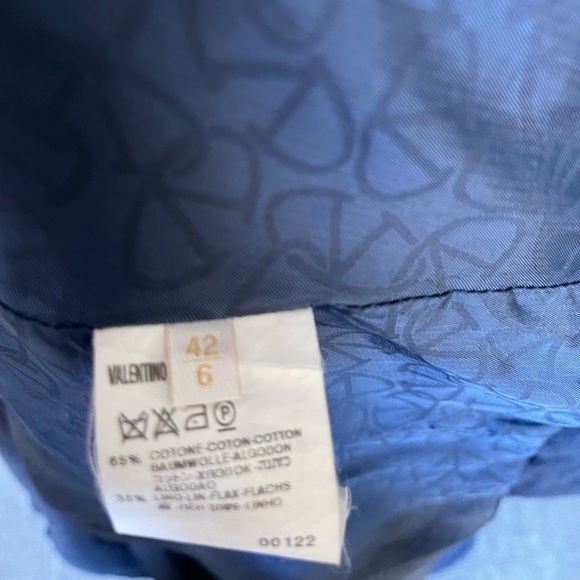 42
VALENTINO
6
P
65% COTONE-COTON-COTTON
BAUMWOLLE-ALGODON
ALGODAO
35% LINO-LIN-FLAX-FLACHS
LINHO
00122